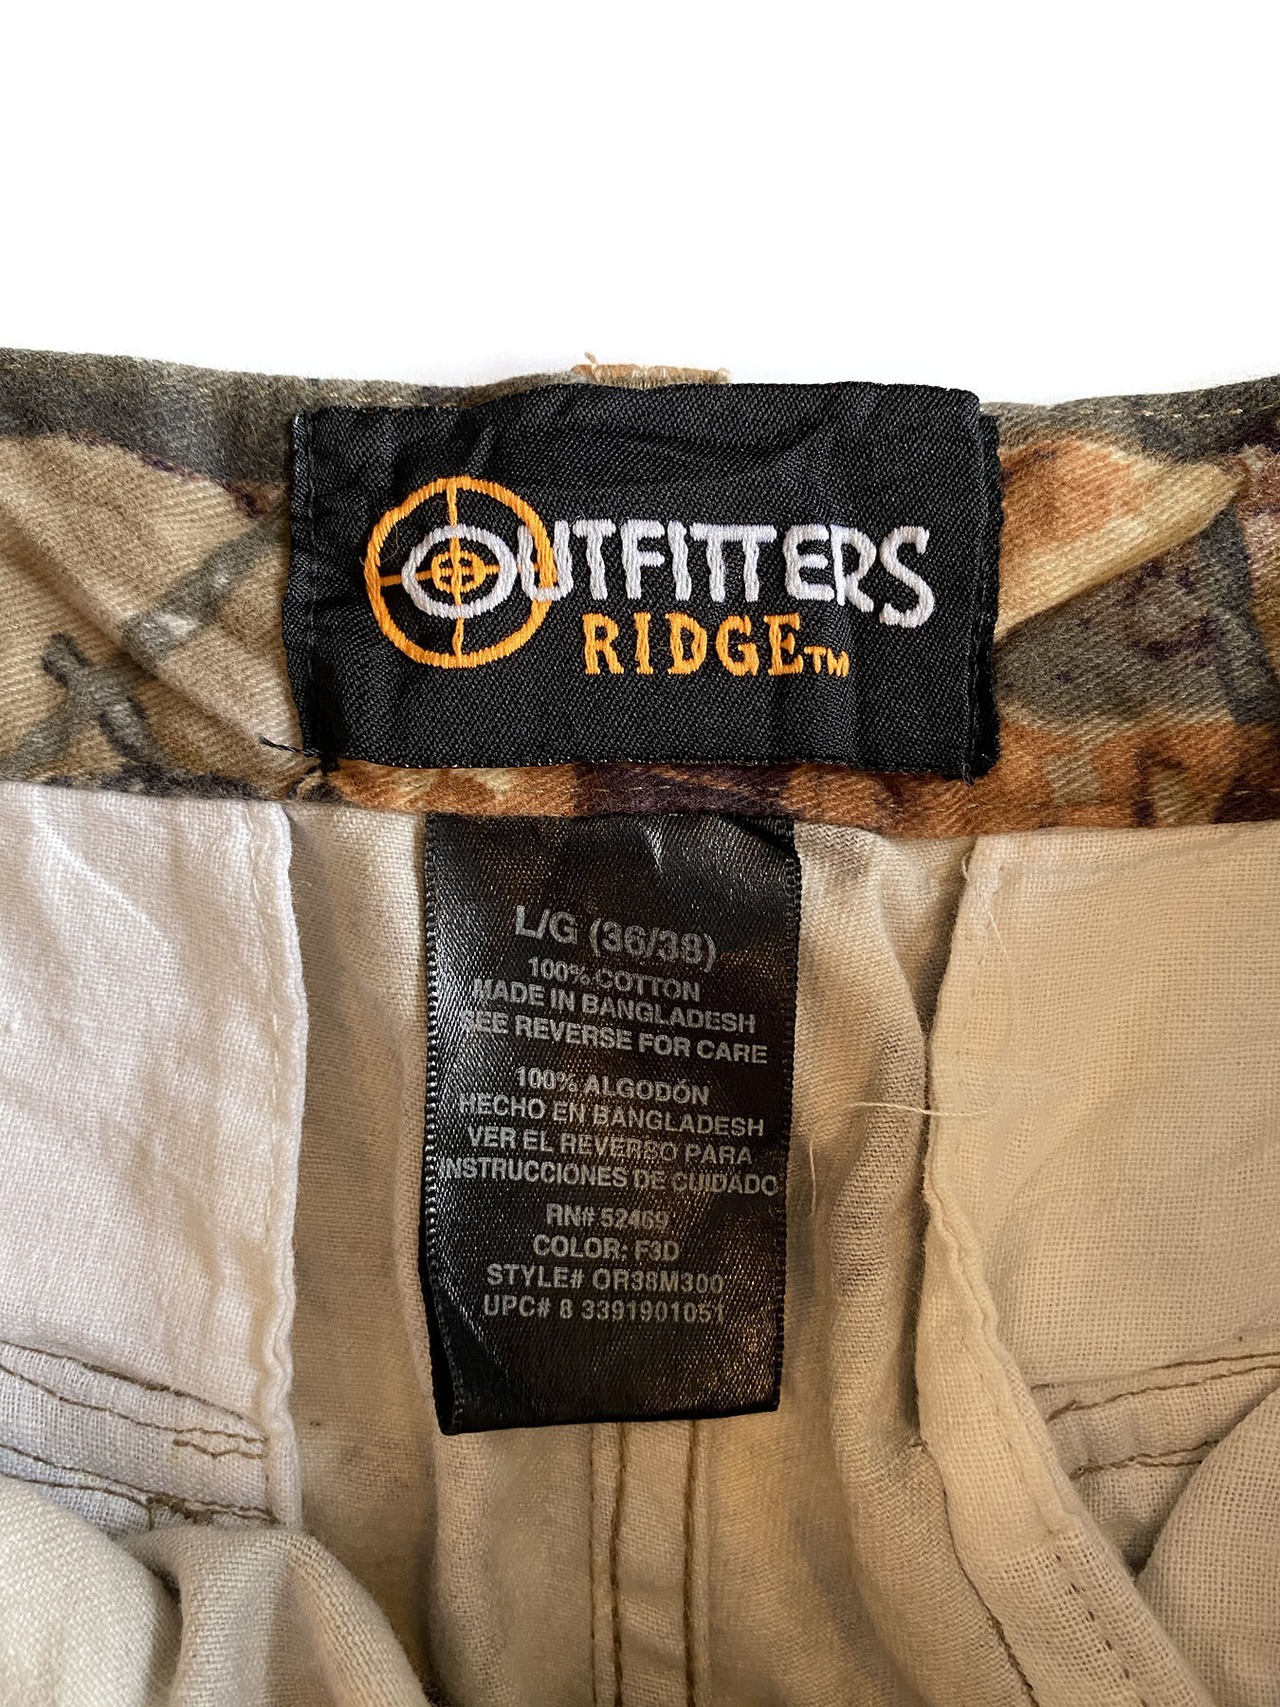 OUTFITTERS
RIDGE™
L/G (36/38)
100% COTTON
MADE IN BANGLADESH
SEE REVERSE FOR CARE
100% ALGODÓN
HECHO EN BANGLADESH
VER EL REVERSO PARA
INSTRUCCIONES DE CUIDADO
RN# 52469
COLOR: F3D
STYLE# OR38M300
UPC# 8 3391901051